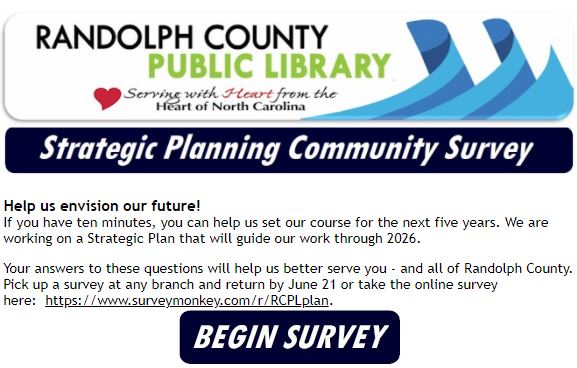 RANDOLPH COUNTY
PUBLIC LIBRARY
Serving with Heart from the
Heart of North Carolina
Strategic Planning Community Survey
Help us envision our future!
If you have ten minutes, you can help us set our course for the next five years. We are
working on a Strategic Plan that will guide our work through 2026.
Your answers to these questions will help us better serve you - and all of Randolph County.
Pick up a survey at any branch and return by June 21 or take the online survey
here:  https://www.surveymonkey.com/r/RCPLplan.
BEGIN SURVEY